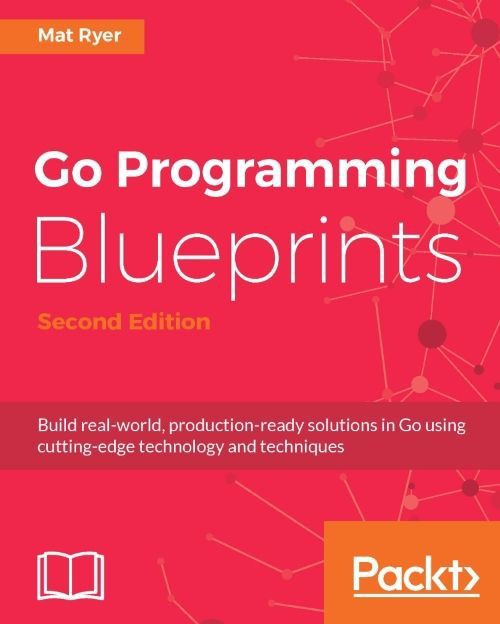 Mat Ryer
Go Programming
Blueprints
Second Edition
Build real-world, production-ready solutions in Go using
cutting-edge technology and techniques
Packt>